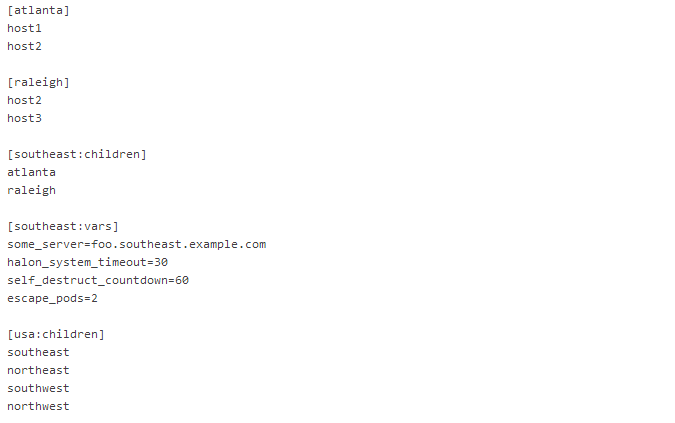 [atlanta]
host1
host2
[raleigh]
host2
host3
[southeast:children]
atlanta
raleigh
[southeast:vars]
some_server=foo.southeast.example.com
halon_system_timeout=30
self_destruct_countdown=60
escape_pods=2
[usa:children]
southeast
northeast
southwest
northwest